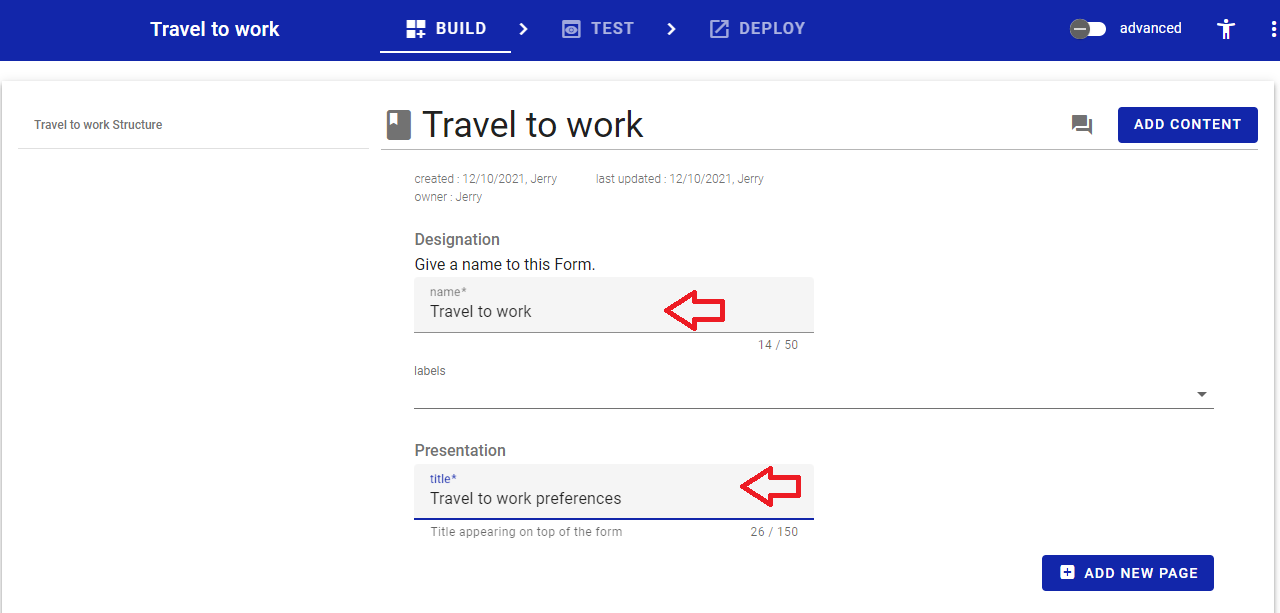 Travel to work
BUILD
TEST
DEPLOY
advanced
Travel to work Structure
Travel to work
ADD CONTENT
created : 12/10/2021, Jerry
last updated : 12/10/2021, Jerry
owner : Jerry
Designation
Give a name to this Form.
name*
Travel to work
14 / 50
labels
Presentation
title*
Travel to work preferences
Title appearing on top of the form
26 / 150
ADD NEW PAGE